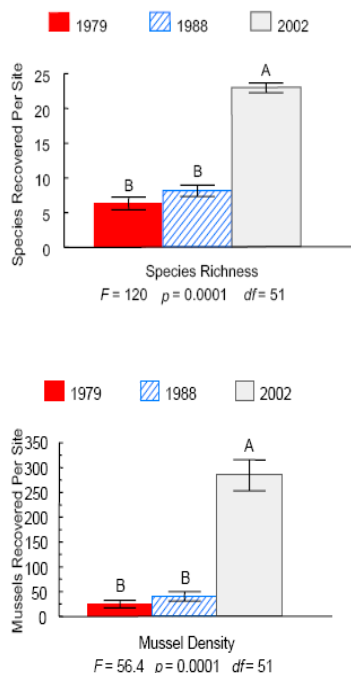 1979 1988 2002
Species Recovered Per Site
25
20
15
10
5
0
B
B
A
Species Richness
F = 120 p = 0.0001 df = 51
1979 1988 2002
Mussels Recovered Per Site
350
300
250
200
150
100
50
0
B
B
A
Mussel Density
F = 56.4 p = 0.0001 df = 51